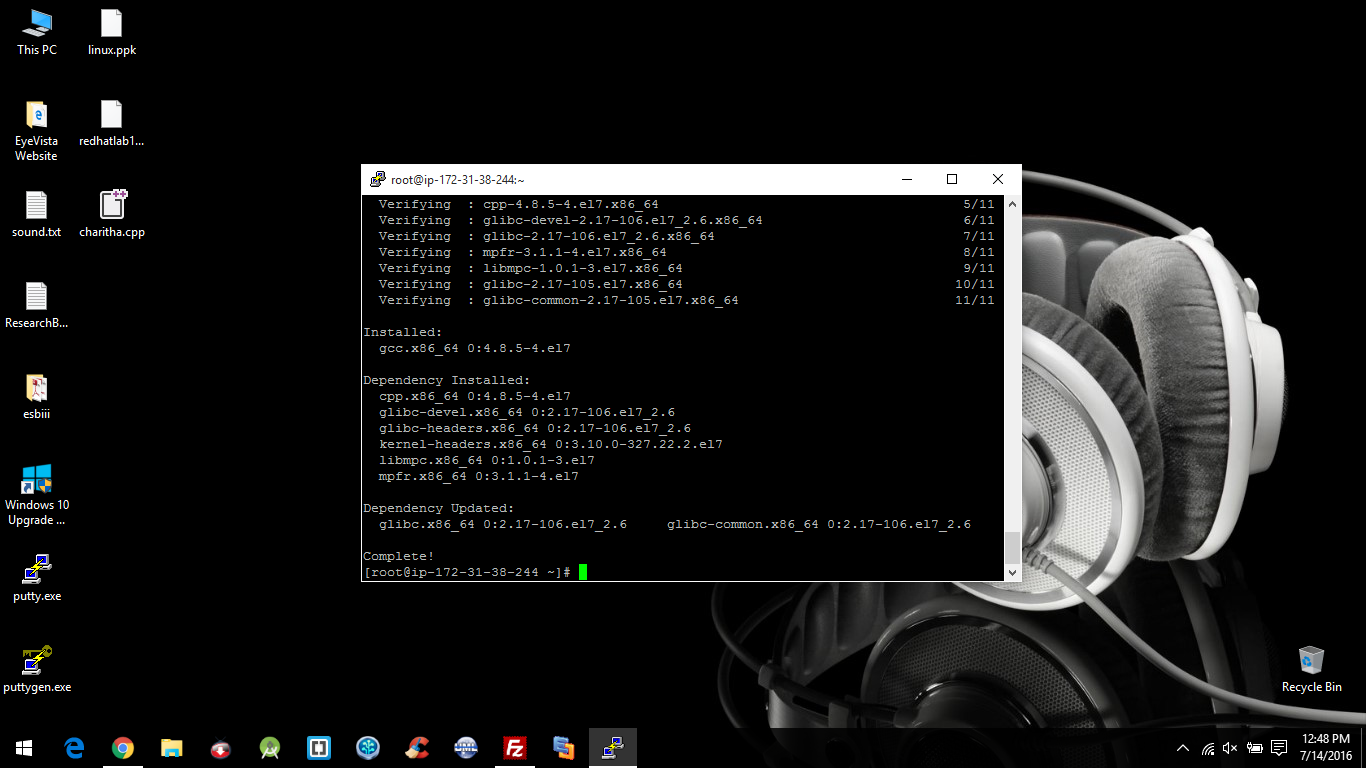 This PC
linux.ppk
EyeVista
Website
redhatlab1...
sound.txt
charitha.cpp
ResearchB...
esbiii
Windows 10
Upgrade ...
putty.exe
puttygen.exe
root@ip-172-31-38-244:~
Verifying : cpp-4.8.5-4.el7.x86_64 5/11
Verifying : glibc-devel-2.17-106.el7_2.6.x86_64 6/11
Verifying : glibc-2.17-106.el7_2.6.x86_64 7/11
Verifying : mpfr-3.1.1-4.el7.x86_64 8/11
Verifying : libmpc-1.0.1-3.el7.x86_64 9/11
Verifying : glibc-2.17-105.el7.x86_64 10/11
Verifying : glibc-common-2.17-105.el7.x86_64 11/11
Installed:
gcc.x86_64 0:4.8.5-4.el7
Dependency Installed:
cpp.x86_64 0:4.8.5-4.el7
glibc-devel.x86_64 0:2.17-106.el7_2.6
glibc-headers.x86_64 0:2.17-106.el7_2.6
kernel-headers.x86_64 0:3.10.0-327.22.2.el7
libmpc.x86_64 0:1.0.1-3.el7
mpfr.x86_64 0:3.1.1-4.el7
Dependency Updated:
glibc.x86_64 0:2.17-106.el7_2.6 glibc-common.x86_64 0:2.17-106.el7_2.6
Complete!
[root@ip-172-31-38-244 ~]#
Recycle Bin
12:48 PM
7/14/2016